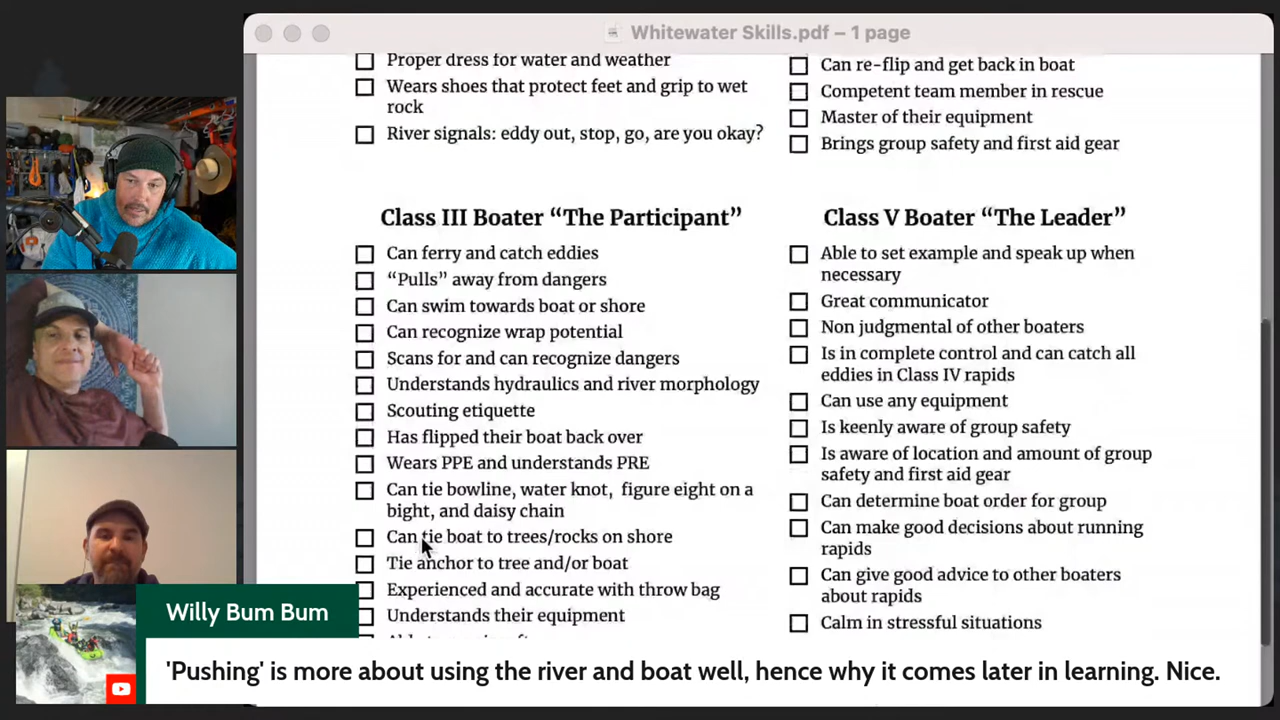 Whitewater Skills.pdf – 1 page
Proper dress for water and weather
Wears shoes that protect feet and grip to wet
rock
River signals: eddy out, stop, go, are you okay?
Can re-flip and get back in boat
Competent team member in rescue
Master of their equipment
Brings group safety and first aid gear
Class III Boater “The Participant”
Can ferry and catch eddies
“Pulls” away from dangers
Can swim towards boat or shore
Can recognize wrap potential
Scans for and can recognize dangers
Understands hydraulics and river morphology
Scouting etiquette
Has flipped their boat back over
Wears PPE and understands PRE
Can tie bowline, water knot, figure eight on a
bight, and daisy chain
Can tie boat to trees/rocks on shore
Tie anchor to tree and/or boat
Experienced and accurate with throw bag
Understands their equipment
Class V Boater “The Leader”
Able to set example and speak up when
necessary
Great communicator
Non judgmental of other boaters
Is in complete control and can catch all
eddies in Class IV rapids
Can use any equipment
Is keenly aware of group safety
Is aware of location and amount of group
safety and first aid gear
Can determine boat order for group
Can make good decisions about running
rapids
Can give good advice to other boaters
about rapids
Calm in stressful situations
Willy Bum Bum
'Pushing' is more about using the river and boat well, hence why it comes later in learning. Nice.